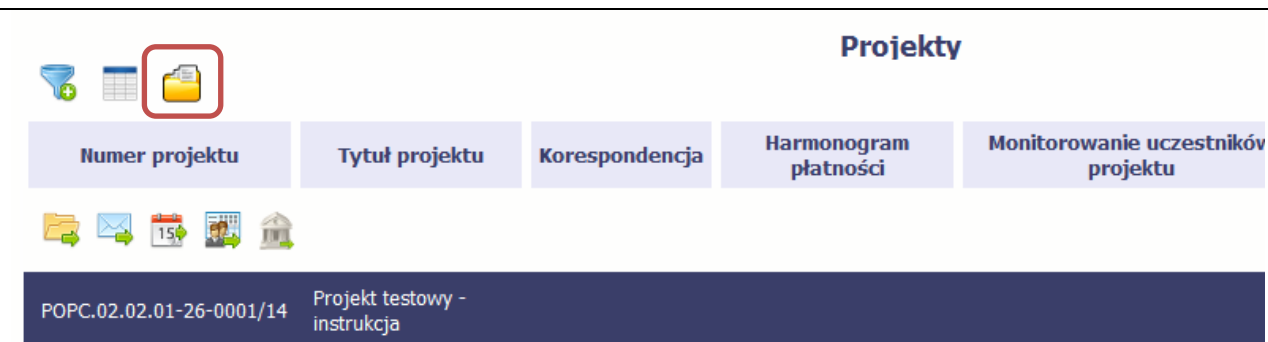 Projekty
Numer projektu
Tytuł projektu
Korespondencja
Harmonogram
płatności
Monitorowanie uczestników
projektu
15
POPC.02.02.01-26-0001/14
Projekt testowy -
instrukcja